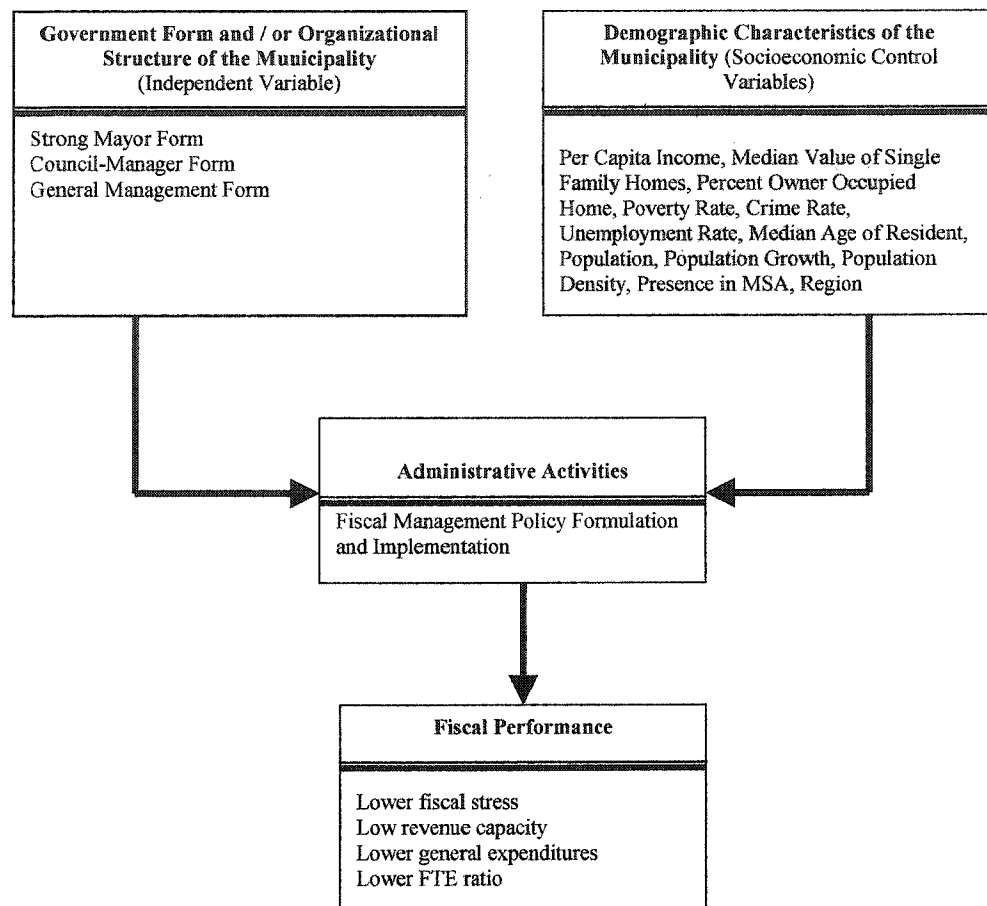 Government Form and / or Organizational
Structure of the Municipality
(Independent Variable)
Strong Mayor Form
Council-Manager Form
General Management Form
Demographic Characteristics of the
Municipality (Socioeconomic Control
Variables)
Per Capita Income, Median Value of Single
Family Homes, Percent Owner Occupied
Home, Poverty Rate, Crime Rate,
Unemployment Rate, Median Age of Resident,
Population, Population Growth, Population
Density, Presence in MSA, Region
Administrative Activities
Fiscal Management Policy Formulation
and Implementation
Fiscal Performance
Lower fiscal stress
Low revenue capacity
Lower general expenditures
Lower FTE ratio